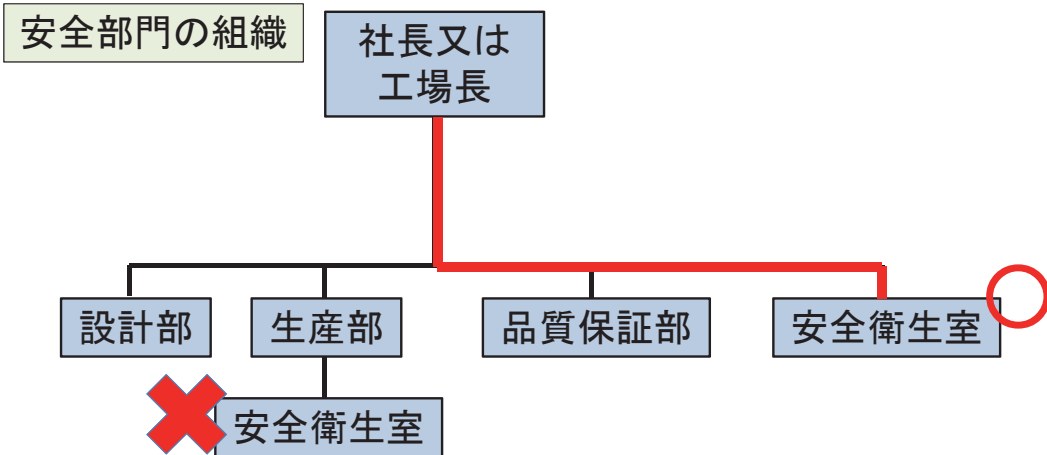 安全部門の組織
社長又は
工場長
設計部
生産部
品質保証部
安全衛生室
安全衛生室